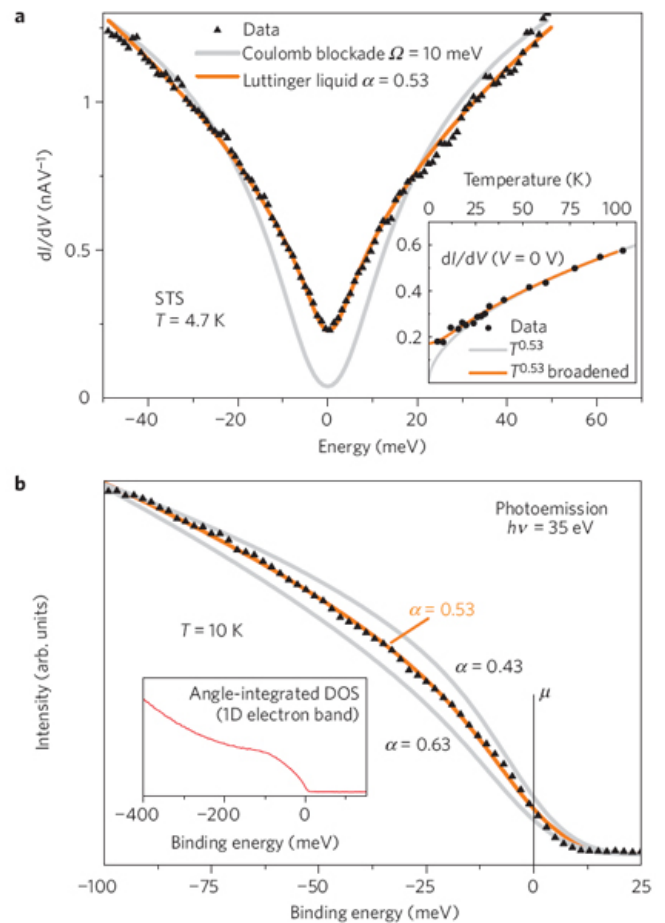 a
Data
Coulomb blockade Ω = 10 meV
Luttinger liquid α = 0.53
1
0.5
0
dI/dV (nAV⁻¹)
STS
T = 4.7 K
−40 −20 0 20 40 60
Energy (meV)
Temperature (K)
0 25 50 75 100
0.6
0.4
0.2
dI/dV (V = 0 V)
Data
T⁰·⁵³
T⁰·⁵³ broadened
b
Photoemission
hν = 35 eV
T = 10 K
α = 0.53
α = 0.43
α = 0.63
μ
Intensity (arb. units)
Angle-integrated DOS
(1D electron band)
−400 −200 0
Binding energy (meV)
−100 −75 −50 −25 0 25
Binding energy (meV)